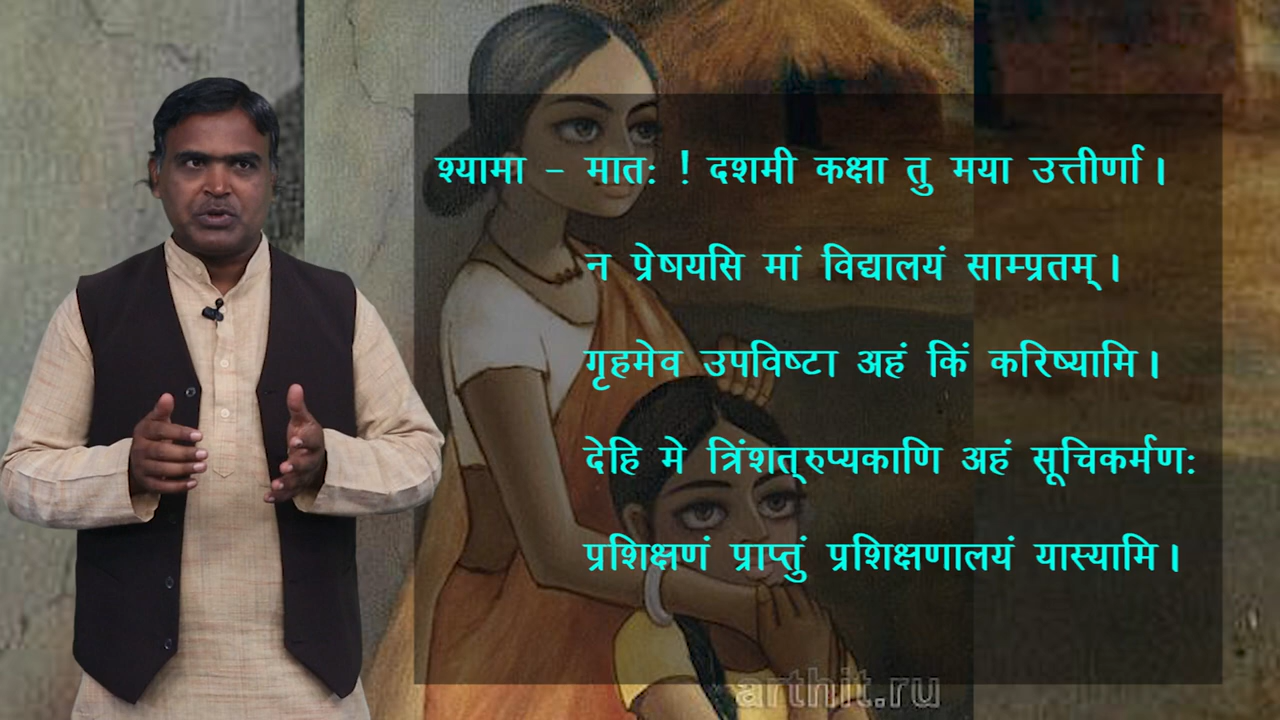 श्यामा - मातः ! दशमी कक्षा तु मया उत्तीर्णा।
न प्रेषयसि मां विद्यालयं साम्प्रतम्।
गृहमेव उपविष्टा अहं किं करिष्यामि।
देहि मे त्रिंशत्‌रुप्यकाणि अहं सूचिकर्मणः
प्रशिक्षणं प्राप्तुं प्रशिक्षणालयं यास्यामि।
arthit.ru